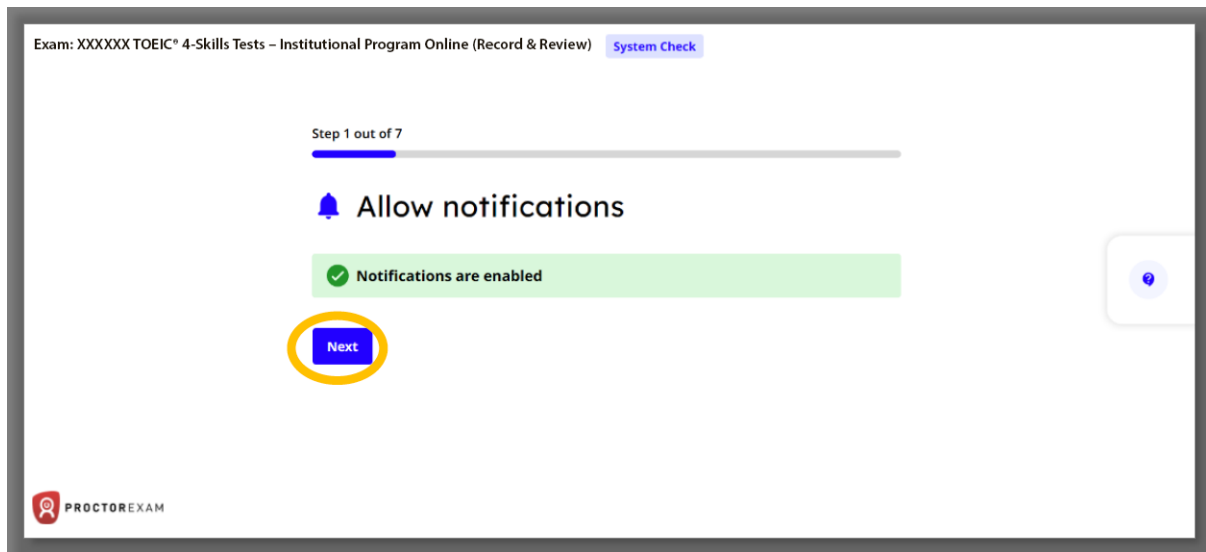 Exam: XXXXXX TOEIC® 4-Skills Tests – Institutional Program Online (Record & Review) System Check
Step 1 out of 7
Allow notifications
Notifications are enabled
Next
PROCTOREXAM